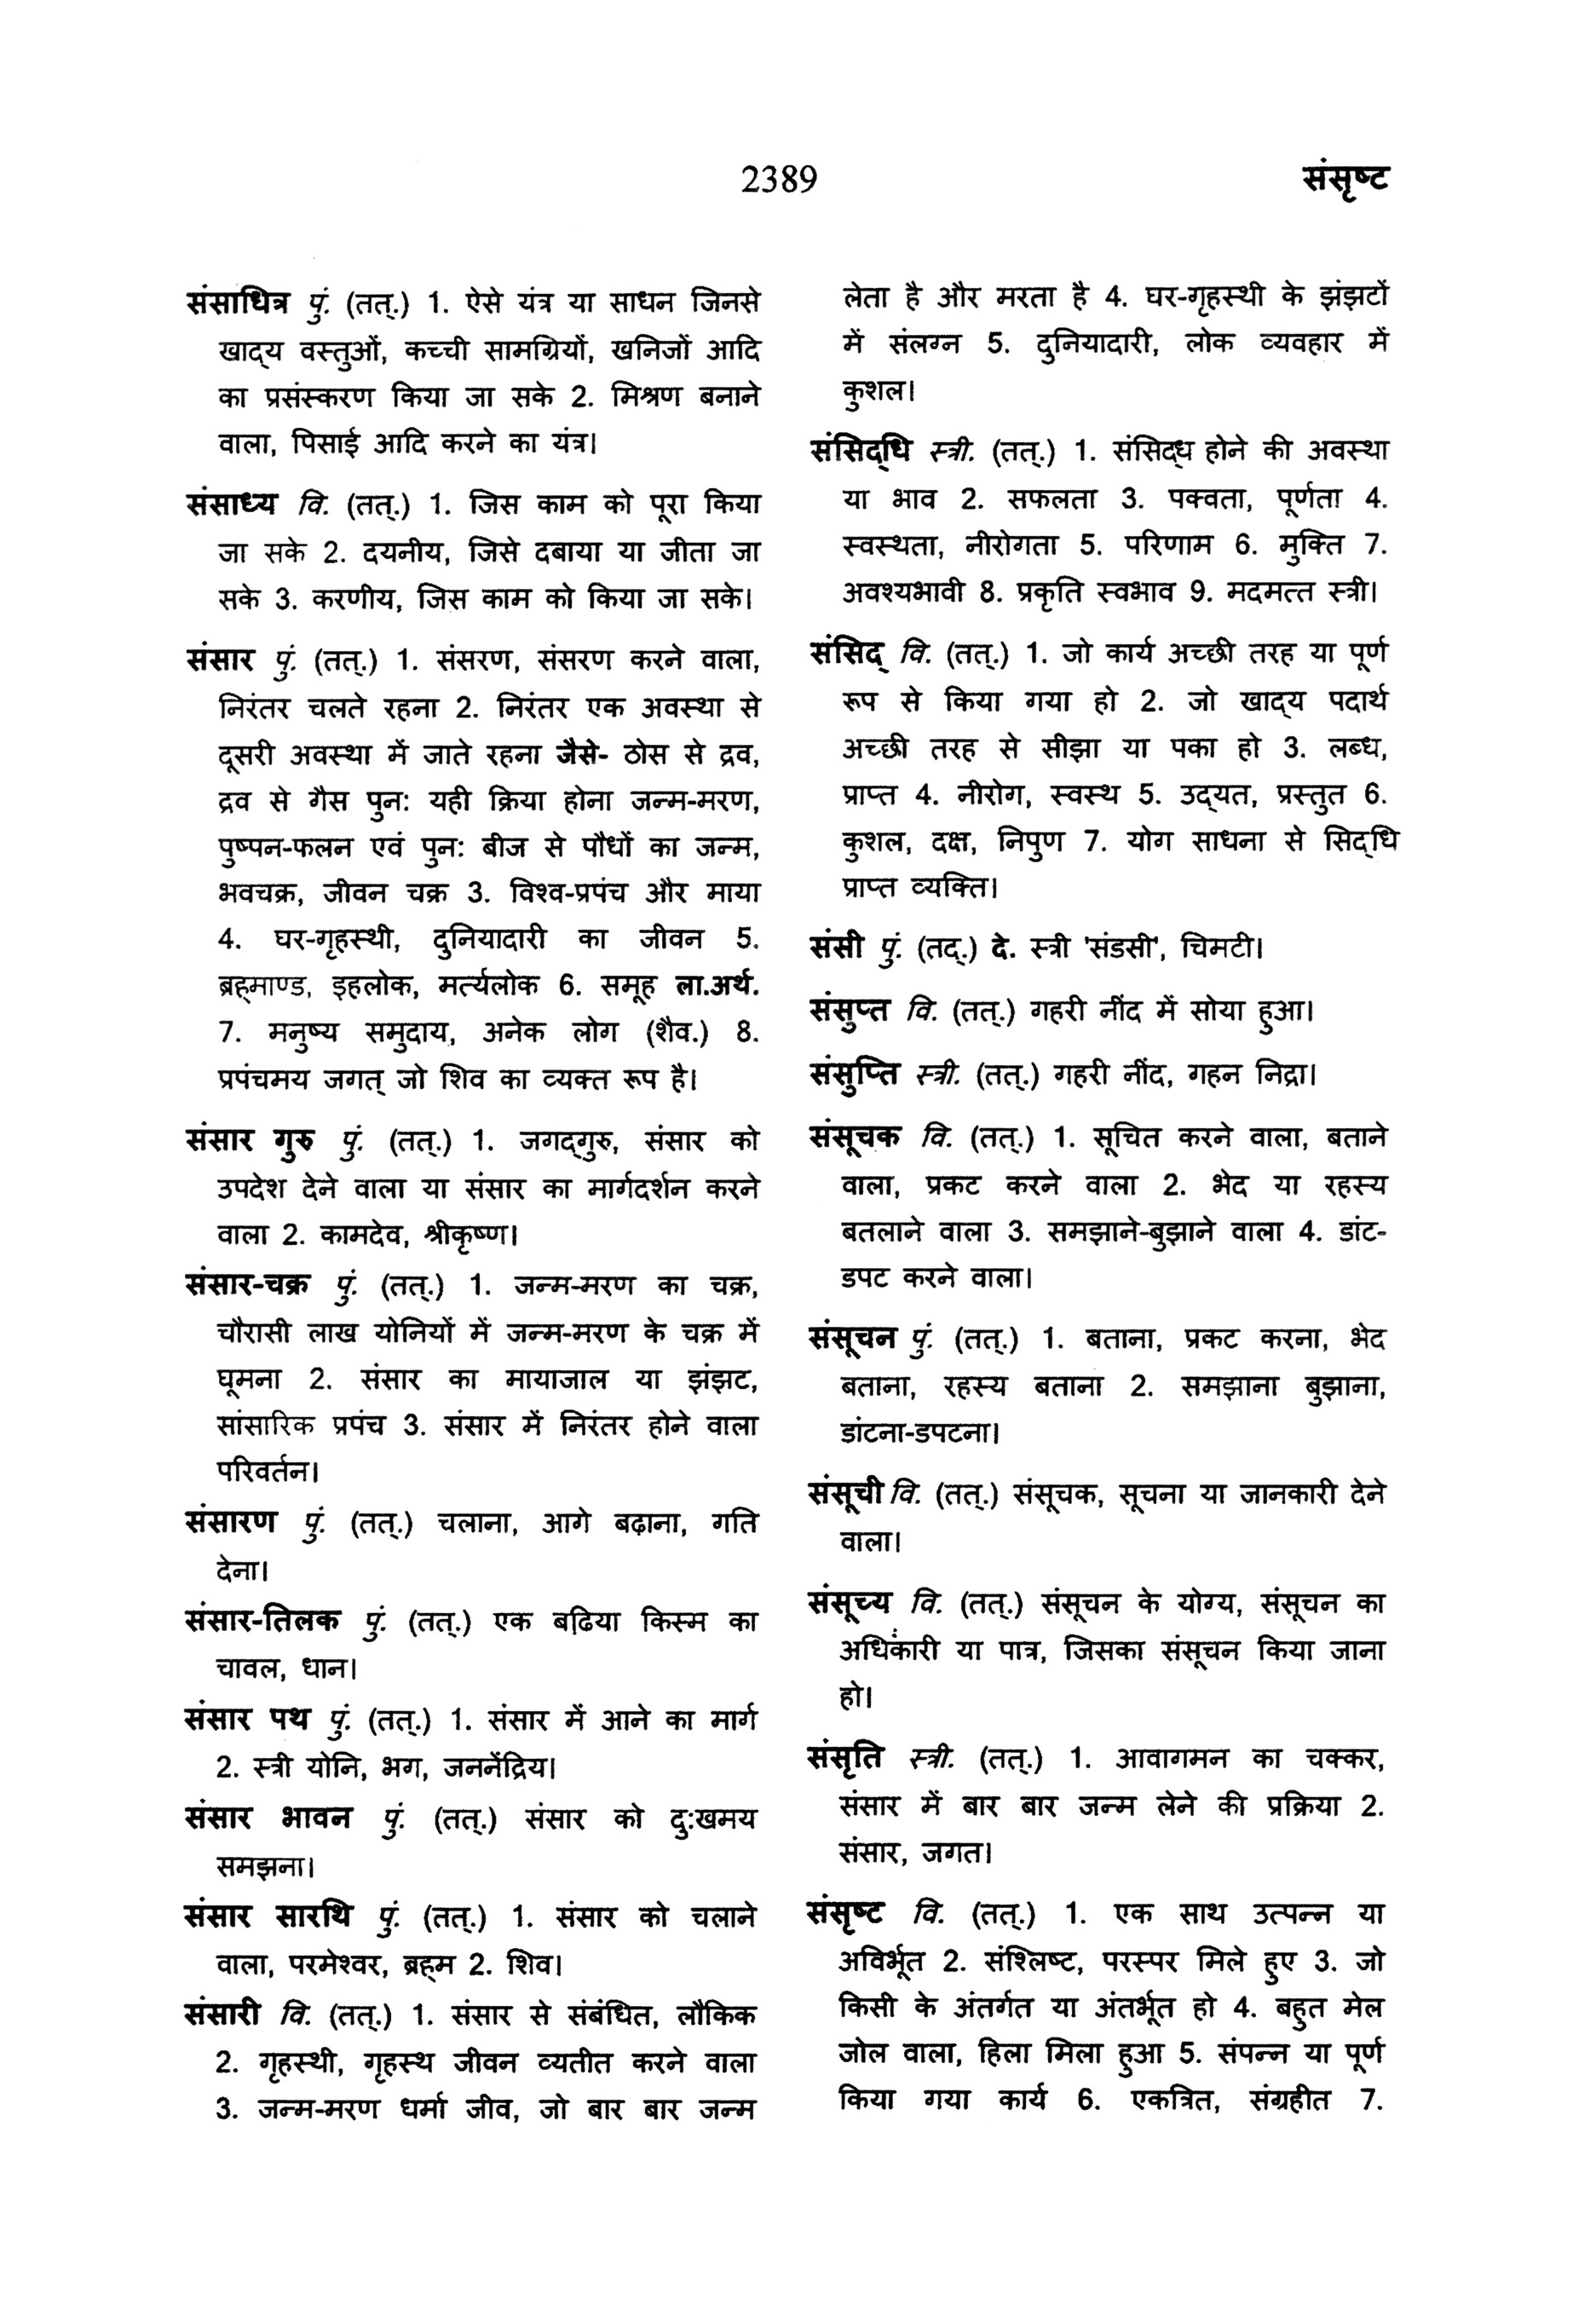 2389
संसृष्ट
संसाधित्र पुं. (तत्.) 1. ऐसे यंत्र या साधन जिनसे
खाद्‌य वस्तुओं, कच्ची सामग्रियों, खनिजों आदि
का प्रसंस्करण किया जा सके 2. मिश्रण बनाने
वाला, पिसाई आदि करने का यंत्र।
संसाध्य वि. (तत्.) 1. जिस काम को पूरा किया
जा सके 2. दयनीय, जिसे दबाया या जीता जा
सके 3. करणीय, जिस काम को किया जा सके।
संसार पुं. (तत्.) 1. संसरण, संसरण करने वाला,
निरंतर चलते रहना 2. निरंतर एक अवस्था से
दूसरी अवस्था में जाते रहना जैसे- ठोस से द्रव,
द्रव से गैस पुन: यही क्रिया होना जन्म-मरण,
पुष्पन-फलन एवं पुन: बीज से पौधों का जन्म,
भवचक्र, जीवन चक्र 3. विश्व-प्रपंच और माया
4. घर-गृहस्थी, दुनियादारी का जीवन 5.
ब्रह्‌माण्ड, इहलोक, मर्त्यलोक 6. समूह ला.अर्थ.
7. मनुष्य समुदाय, अनेक लोग (शैव.) 8.
प्रपंचमय जगत् जो शिव का व्यक्त रूप है।
संसार गुरु पुं. (तत्.) 1. जगद्‌गुरु, संसार को
उपदेश देने वाला या संसार का मार्गदर्शन करने
वाला 2. कामदेव, श्रीकृष्ण।
संसार-चक्र पुं. (तत्.) 1. जन्म-मरण का चक्र,
चौरासी लाख योनियों में जन्म-मरण के चक्र में
घूमना 2. संसार का मायाजाल या झंझट,
सांसारिक प्रपंच 3. संसार में निरंतर होने वाला
परिवर्तन।
संसारण पुं. (तत्.) चलाना, आगे बढ़ाना, गति
देना।
संसार-तिलक पुं. (तत्.) एक बढिया किस्म का
चावल, धान।
संसार पथ पुं. (तत्.) 1. संसार में आने का मार्ग
2. स्त्री योनि, भग, जननेंद्रिय।
संसार भावन पुं. (तत्.) संसार को दु:खमय
समझना।
संसार सारथि पुं. (तत्.) 1. संसार को चलाने
वाला, परमेश्वर, ब्रह्‌म 2. शिव।
संसारी वि. (तत्.) 1. संसार से संबंधित, लौकिक
2. गृहस्थी, गृहस्थ जीवन व्यतीत करने वाला
3. जन्म-मरण धर्मा जीव, जो बार बार जन्म
लेता है और मरता है 4. घर-गृहस्थी के झंझटों
में संलग्न 5. दुनियादारी, लोक व्यवहार में
कुशल।
संसिद्‌धि स्त्री. (तत्.) 1. संसिद्‌ध होने की अवस्था
या भाव 2. सफलता 3. पक्वता, पूर्णता 4.
स्वस्थता, नीरोगता 5. परिणाम 6. मुक्ति 7.
अवश्यभावी 8. प्रकृति स्वभाव 9. मदमत्त स्त्री।
संसिद् वि. (तत्.) 1. जो कार्य अच्छी तरह या पूर्ण
रूप से किया गया हो 2. जो खाद्‌य पदार्थ
अच्छी तरह से सीझा या पका हो 3. लब्ध,
प्राप्त 4. नीरोग, स्वस्थ 5. उद्‌यत, प्रस्तुत 6.
कुशल, दक्ष, निपुण 7. योग साधना से सिद्‌धि
प्राप्त व्यक्ति।
संसी पुं. (तद्.) दे. स्त्री 'संडसी', चिमटी।
संसुप्त वि. (तत्.) गहरी नींद में सोया हुआ।
संसुप्ति स्त्री. (तत्.) गहरी नींद, गहन निद्रा।
संसूचक वि. (तत्.) 1. सूचित करने वाला, बताने
वाला, प्रकट करने वाला 2. भेद या रहस्य
बतलाने वाला 3. समझाने-बुझाने वाला 4. डांट-
डपट करने वाला।
संसूचन पुं. (तत्.) 1. बताना, प्रकट करना, भेद
बताना, रहस्य बताना 2. समझाना बुझाना,
डांटना-डपटना।
संसूची वि. (तत्.) संसूचक, सूचना या जानकारी देने
वाला।
संसूच्य वि. (तत्.) संसूचन के योग्य, संसूचन का
अधिकारी या पात्र, जिसका संसूचन किया जाना
हो।
संसृति स्त्री. (तत्.) 1. आवागमन का चक्कर,
संसार में बार बार जन्म लेने की प्रक्रिया 2.
संसार, जगत।
संसृष्ट वि. (तत्.) 1. एक साथ उत्पन्न या
अविर्भूत 2. संश्लिष्ट, परस्पर मिले हुए 3. जो
किसी के अंतर्गत या अंतर्भूत हो 4. बहुत मेल
जोल वाला, हिला मिला हुआ 5. संपन्न या पूर्ण
किया गया कार्य 6. एकत्रित, संग्रहीत 7.